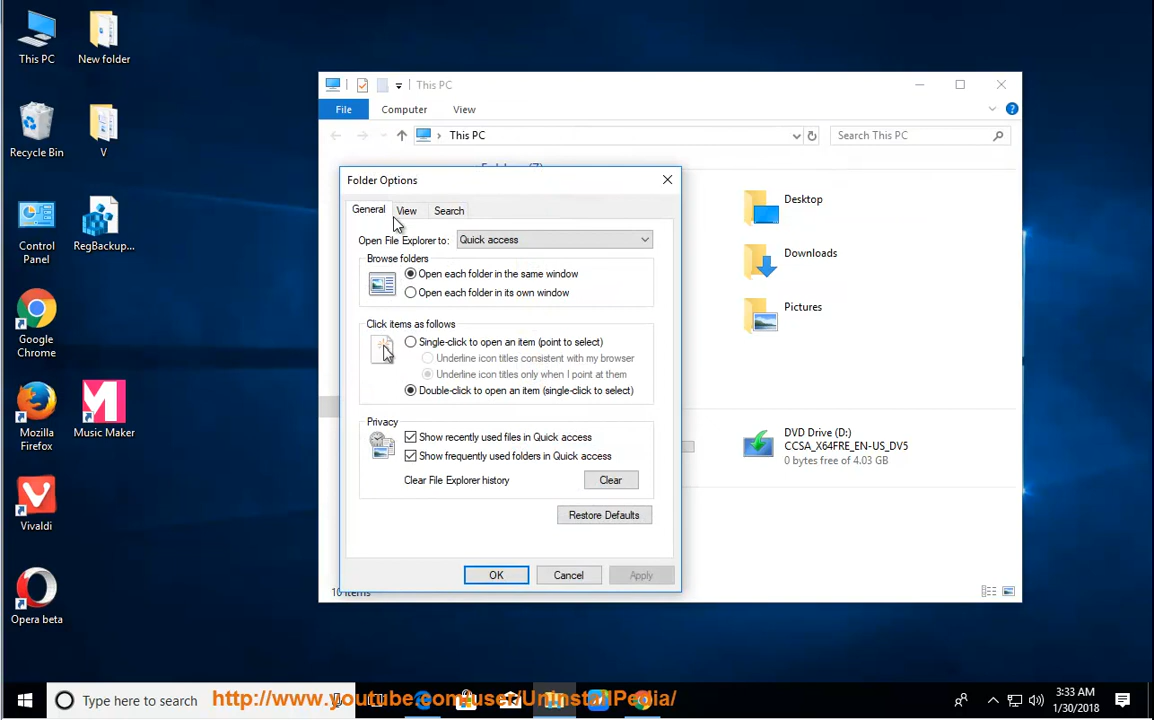 This PC
New folder
Recycle Bin
V
Control
Panel
RegBackup...
Google
Chrome
Mozilla
Firefox
Music Maker
Vivaldi
Opera beta
This PC
File
Computer
View
This PC
Search This PC
Folder Options
General
View
Search
Open File Explorer to:
Quick access
Browse folders
Open each folder in the same window
Open each folder in its own window
Click items as follows
Single-click to open an item (point to select)
Underline icon titles consistent with my browser
Underline icon titles only when I point at them
Double-click to open an item (single-click to select)
Privacy
Show recently used files in Quick access
Show frequently used folders in Quick access
Clear File Explorer history
Clear
Restore Defaults
OK
Cancel
Apply
Desktop
Downloads
Pictures
DVD Drive (D:)
CCSA_X64FRE_EN-US_DV5
0 bytes free of 4.03 GB
10 items
Type here to search
http://www.youtube.com/user/UninstallPedia/
3:33 AM
1/30/2018